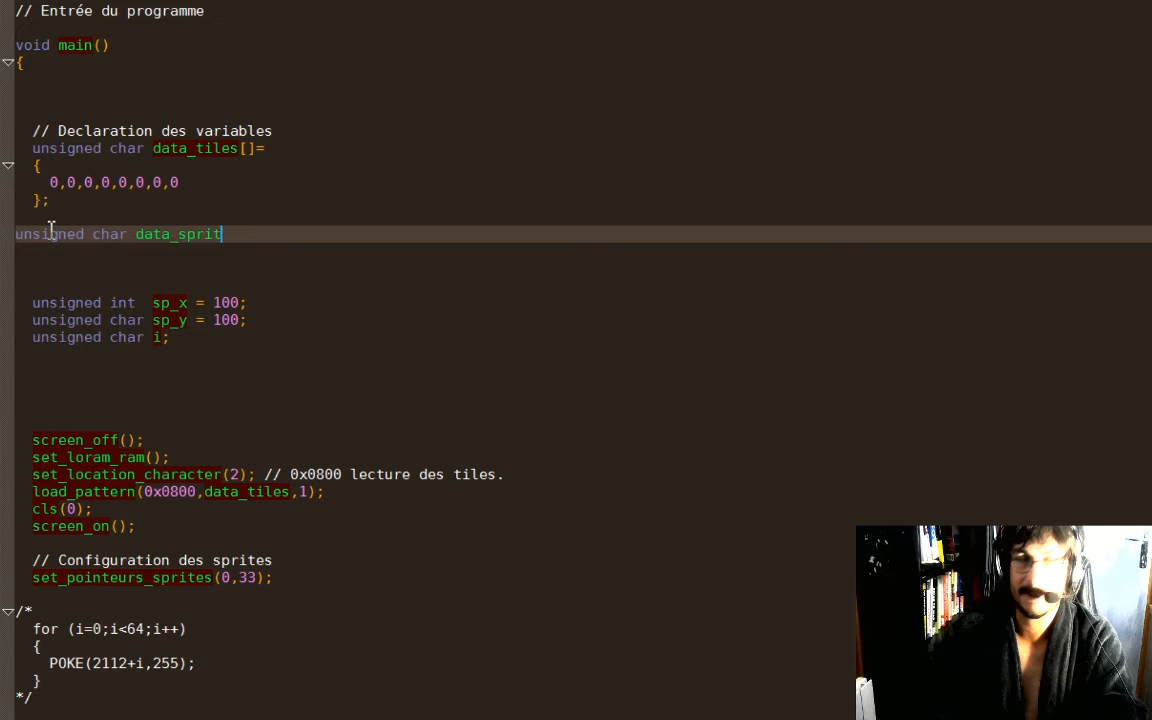 // Entrée du programme
void main()
{
// Declaration des variables
unsigned char data_tiles[]=
{
0,0,0,0,0,0,0,0
};
unsigned char data_sprit
unsigned int  sp_x = 100;
unsigned char sp_y = 100;
unsigned char i;
screen_off();
set_loram_ram();
set_location_character(2); // 0x0800 lecture des tiles.
load_pattern(0x0800,data_tiles,1);
cls(0);
screen_on();
// Configuration des sprites
set_pointeurs_sprites(0,33);
/*
for (i=0;i<64;i++)
{
POKE(2112+i,255);
}
*/